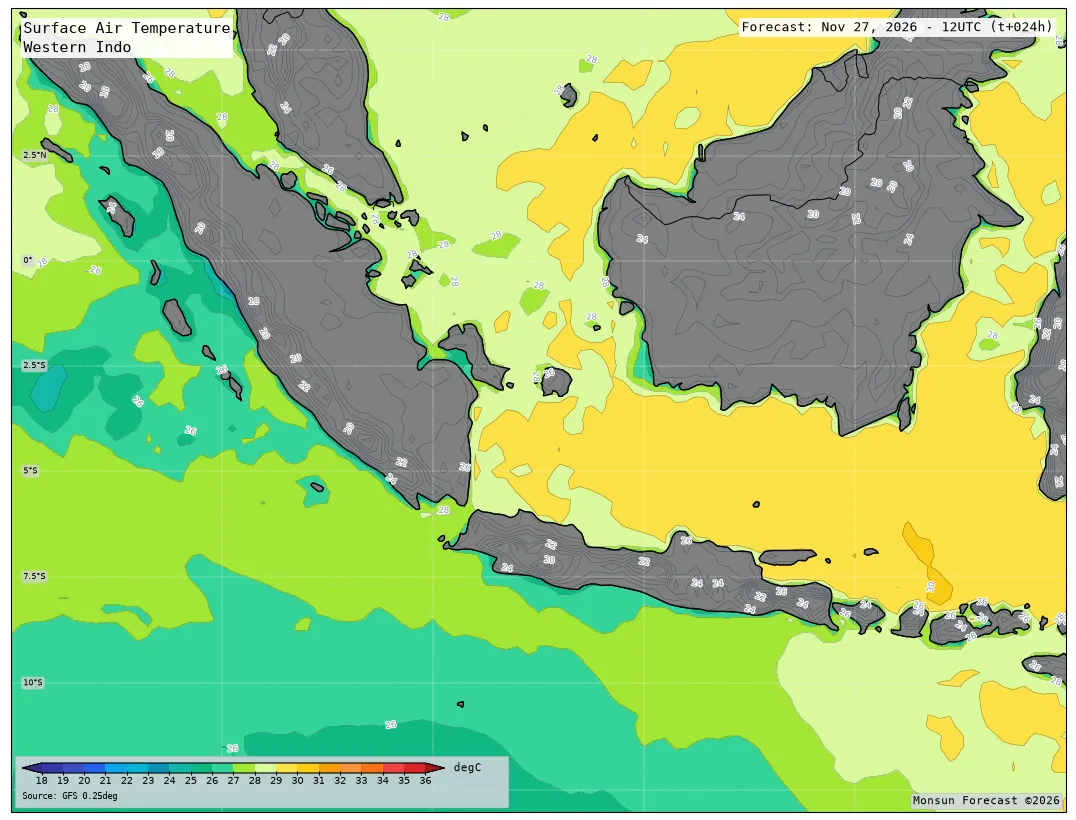 Surface Air Temperature
Western Indo
Forecast: Nov 27, 2026 - 12UTC (t+024h)
2.5°N
0°
2.5°S
5°S
7.5°S
10°S
degC
18 19 20 21 22 23 24 25 26 27 28 29 30 31 32 33 34 35 36
Source: GFS 0.25deg
Monsun Forecast ©2026